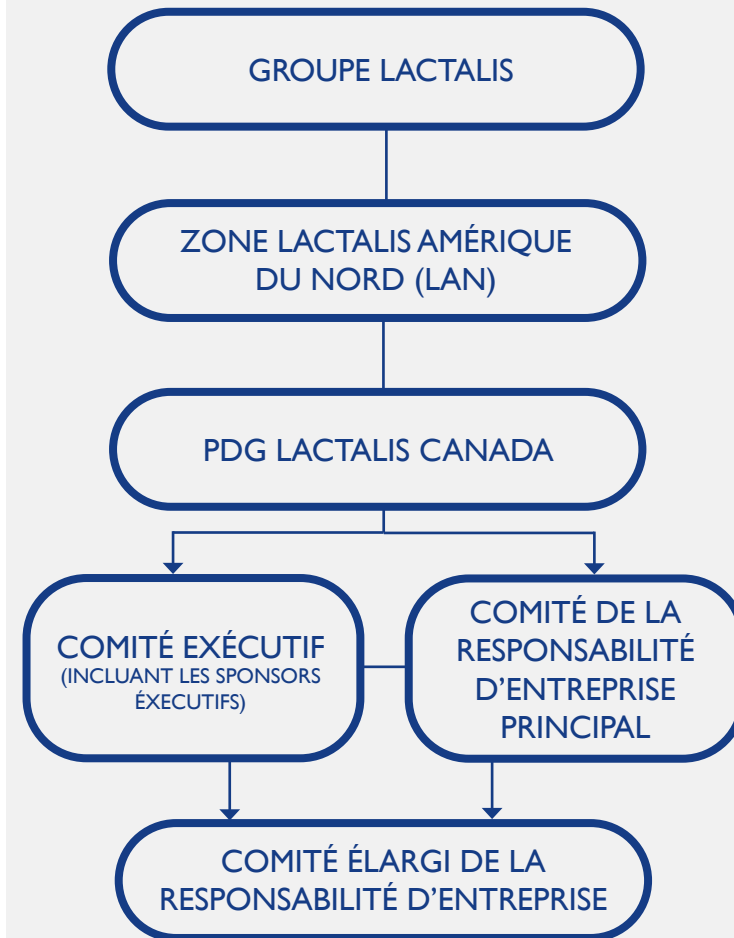 GROUPE LACTALIS
ZONE LACTALIS AMÉRIQUE
DU NORD (LAN)
PDG LACTALIS CANADA
COMITÉ EXÉCUTIF
(INCLUANT LES SPONSORS
ÉXECUTIFS)
COMITÉ DE LA
RESPONSABILITÉ
D’ENTREPRISE
PRINCIPAL
COMITÉ ÉLARGI DE LA
RESPONSABILITÉ D’ENTREPRISE